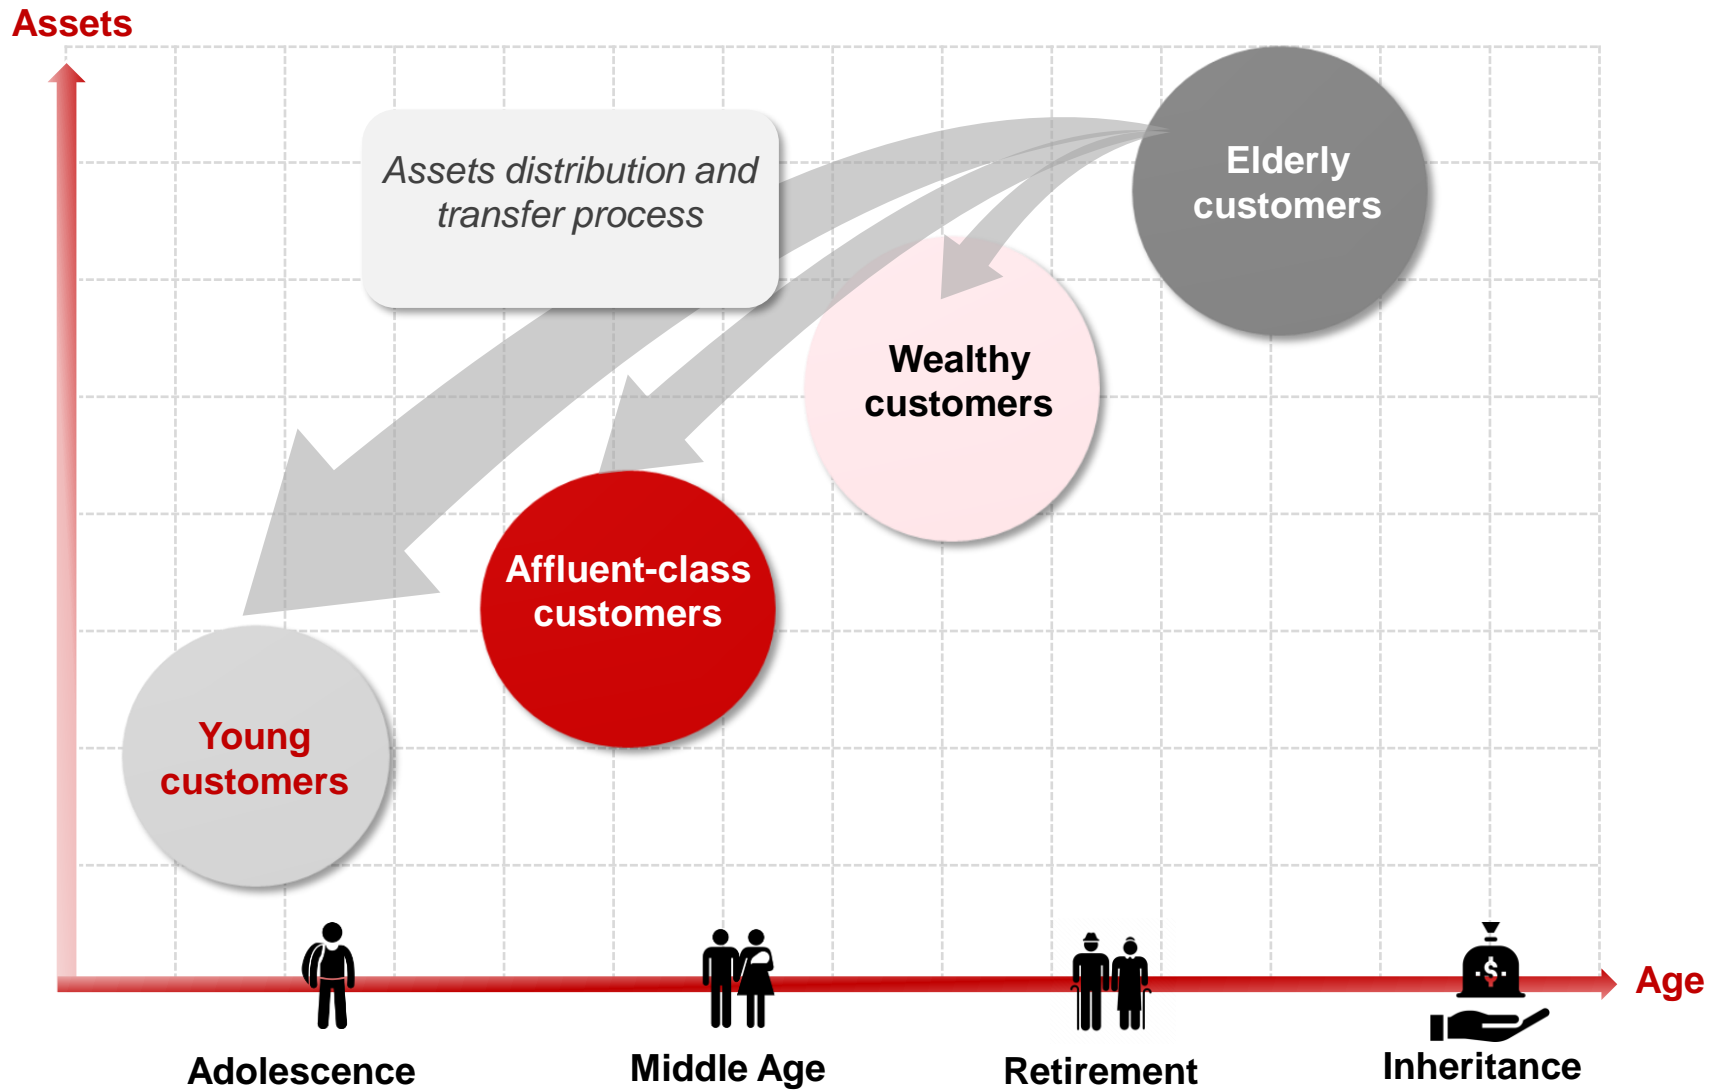 Assets
Assets distribution and
transfer process
Elderly
customers
Wealthy
customers
Affluent-class
customers
Young
customers
$
Age
Adolescence
Middle Age
Retirement
Inheritance